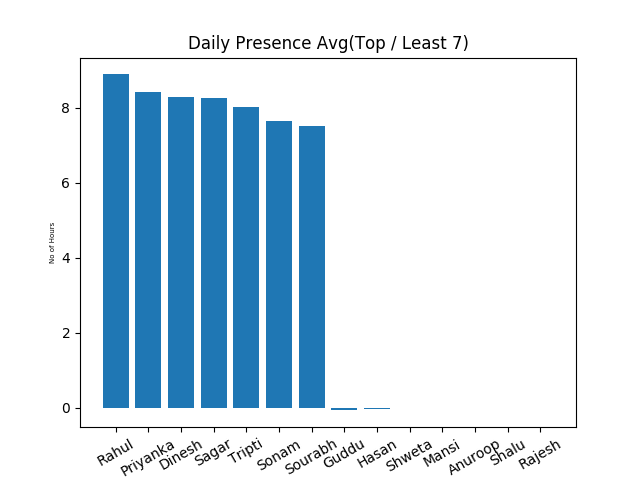 Daily Presence Avg(Top / Least 7)
No of Hours
8
6
4
2
0
Rahul
Priyanka
Dinesh
Sagar
Tripti
Sonam
Sourabh
Guddu
Hasan
Shweta
Mansi
Anuroop
Shalu
Rajesh